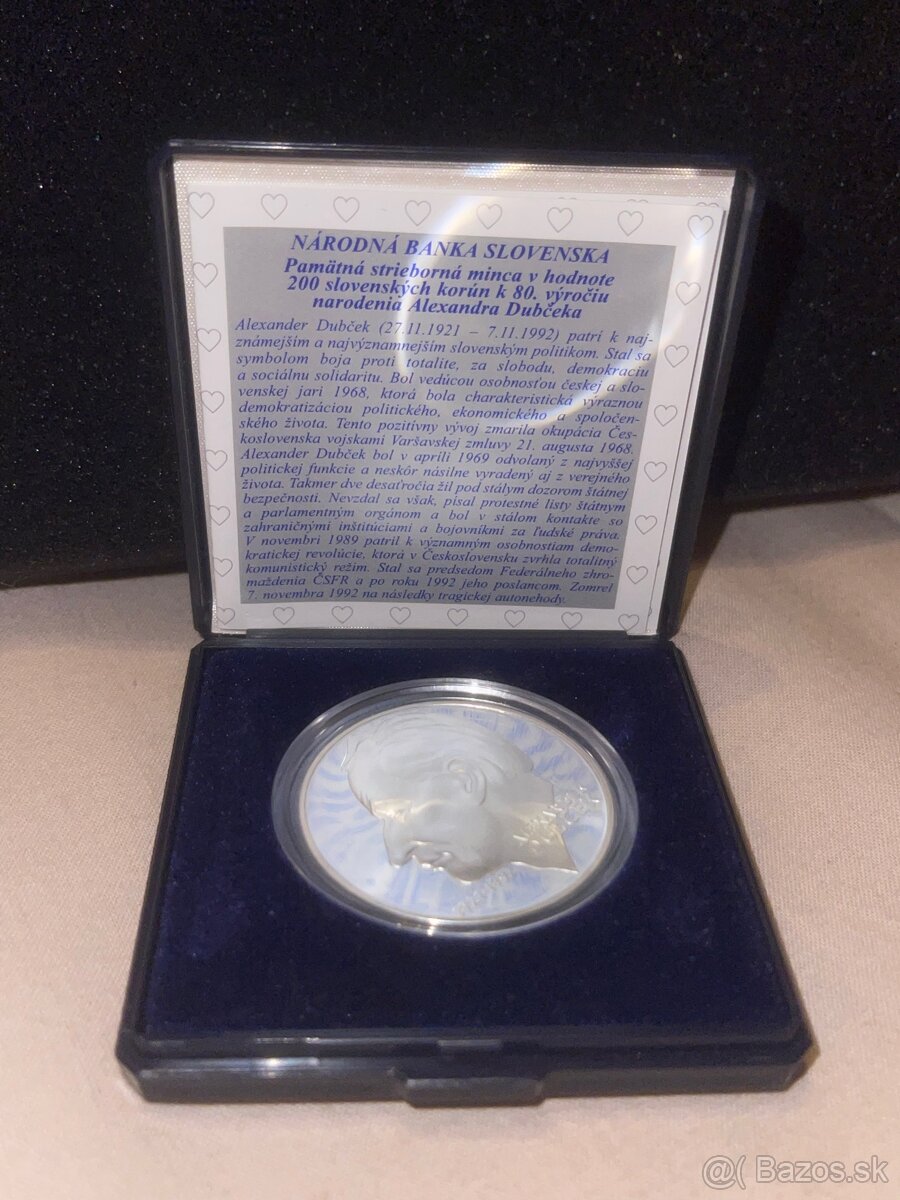 NÁRODNÁ BANKA SLOVENSKA
Pamätná strieborná minca v hodnote
200 slovenských korún k 80. výročiu
narodenia Alexandra Dubčeka
Alexander Dubček (27.11.1921 – 7.11.1992) patrí k naj-
známejším a najvýznamnejším slovenským politikom. Stal sa
symbolom boja proti totalite, za slobodu, demokraciu
a sociálnu solidaritu. Bol vedúcou osobnosťou českej a slo-
venskej jari 1968, ktorá bola charakteristická výraznou
demokratizáciou politického, ekonomického a spoločen-
ského života. Tento pozitívny vývoj zmarila okupácia Čes-
koslovenska vojskami Varšavskej zmluvy 21. augusta 1968.
Alexander Dubček bol v apríli 1969 odvolaný z najvyššej
politickej funkcie a neskôr násilne vyradený aj z verejného
života. Takmer dve desaťročia žil pod stálym dozorom štátnej
bezpečnosti. Nevzdal sa však, písal protestné listy štátnym
a parlamentným orgánom a bol v stálom kontakte so
zahraničnými inštitúciami a bojovníkmi za ľudské práva.
V novembri 1989 patril k významným osobnostiam demo-
kratickej revolúcie, ktorá v Československu zvrhla totalitný
komunistický režim. Stal sa predsedom Federálneho zhro-
maždenia ČSFR a po roku 1992 jeho poslancom. Zomrel
7. novembra 1992 na následky tragickej autonehody.
@( Bazos.sk